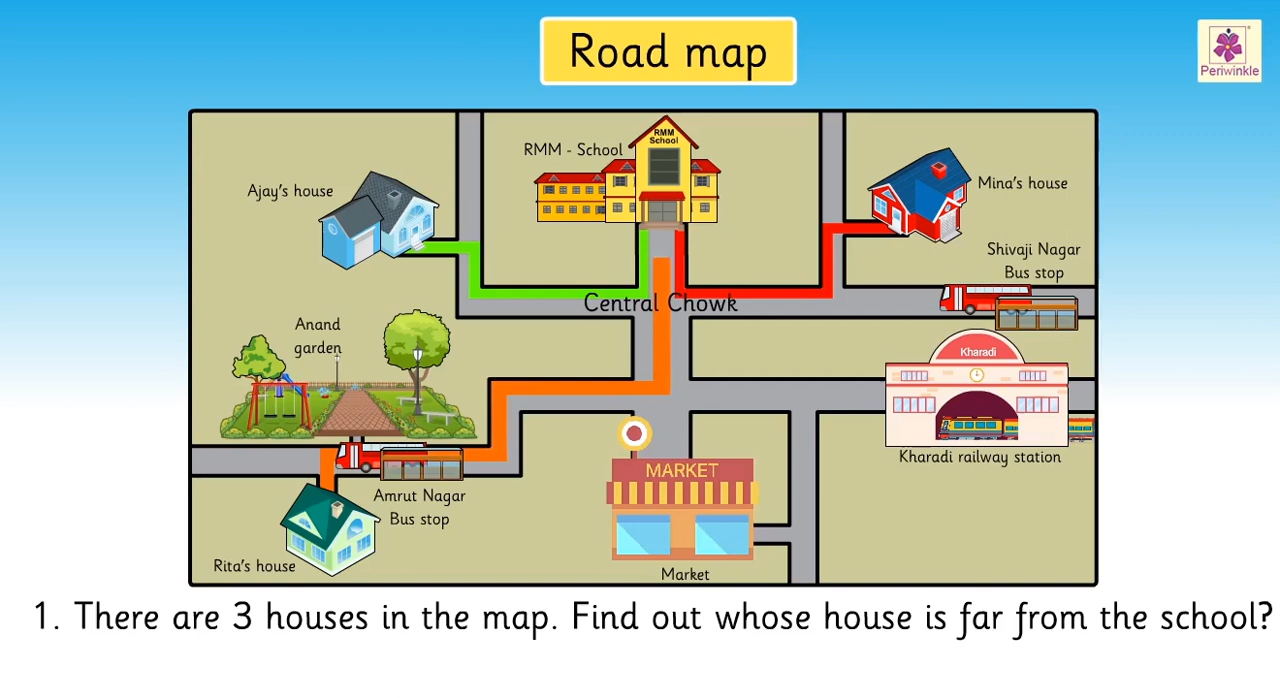 Road map
Periwinkle
RMM
School
RMM - School
Ajay's house
Mina's house
Shivaji Nagar
Bus stop
Central Chowk
Anand
garden
Kharadi
MARKET
Kharadi railway station
Amrut Nagar
Bus stop
Rita's house
Market
1. There are 3 houses in the map. Find out whose house is far from the school?